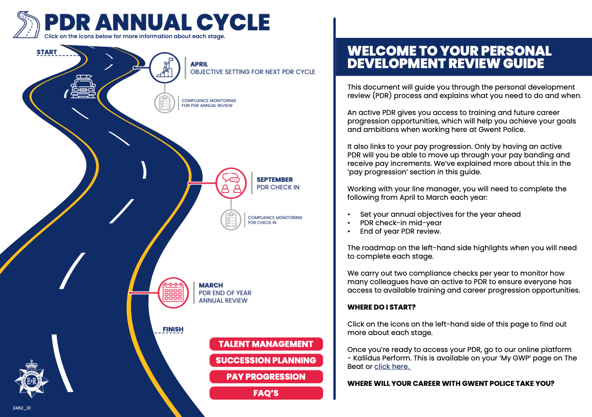 PDR ANNUAL CYCLE
Click on the icons below for more information about each stage.
START
APRIL
OBJECTIVE SETTING FOR NEXT PDR CYCLE
COMPLIANCE MONITORING
FOR PDR ANNUAL REVIEW
SEPTEMBER
PDR CHECK IN
COMPLIANCE MONITORING
FOR CHECK IN
MARCH
PDR END OF YEAR
ANNUAL REVIEW
FINISH
TALENT MANAGEMENT
SUCCESSION PLANNING
PAY PROGRESSION
FAQ'S
E R
2462_01
WELCOME TO YOUR PERSONAL
DEVELOPMENT REVIEW GUIDE
This document will guide you through the personal development
review (PDR) process and explains what you need to do and when.
An active PDR gives you access to training and future career
progression opportunities, which will help you achieve your goals
and ambitions when working here at Gwent Police.
It also links to your pay progression. Only by having an active
PDR will you be able to move up through your pay banding and
receive pay increments. We've explained more about this in the
'pay progression' section in this guide.
Working with your line manager, you will need to complete the
following from April to March each year:
• Set your annual objectives for the year ahead
• PDR check-in mid-year
• End of year PDR review.
The roadmap on the left-hand side highlights when you will need
to complete each stage.
We carry out two compliance checks per year to monitor how
many colleagues have an active to PDR to ensure everyone has
access to available training and career progression opportunities.
WHERE DO I START?
Click on the icons on the left-hand side of this page to find out
more about each stage.
Once you're ready to access your PDR, go to our online platform
- Kallidus Perform. This is available on your 'My GWP' page on The
Beat or click here.
WHERE WILL YOUR CAREER WITH GWENT POLICE TAKE YOU?